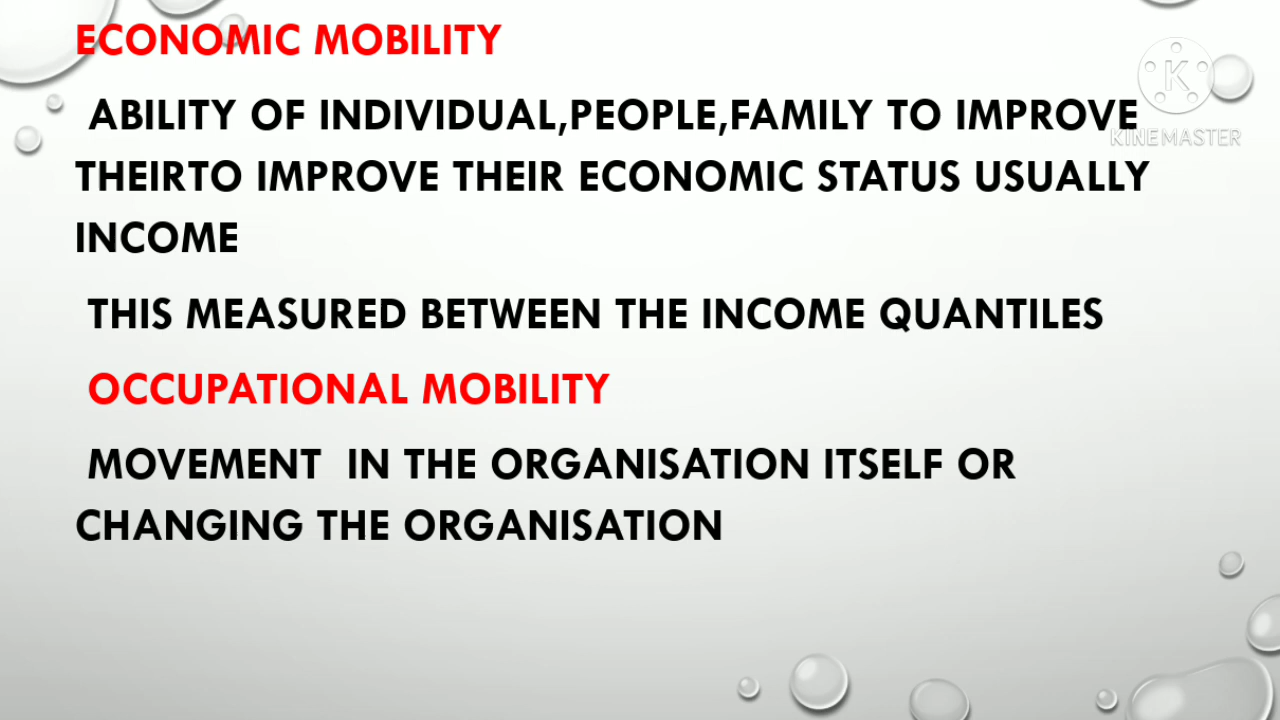 ECONOMIC MOBILITY
ABILITY OF INDIVIDUAL,PEOPLE,FAMILY TO IMPROVE
THEIRTO IMPROVE THEIR ECONOMIC STATUS USUALLY
INCOME
THIS MEASURED BETWEEN THE INCOME QUANTILES
OCCUPATIONAL MOBILITY
MOVEMENT IN THE ORGANISATION ITSELF OR
CHANGING THE ORGANISATION
K
KINEMASTER